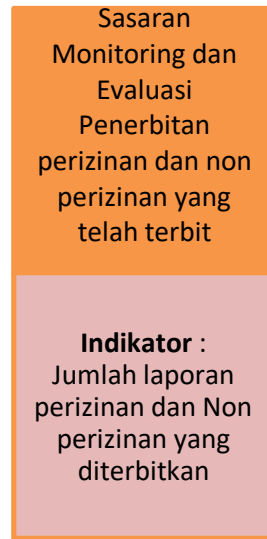 Sasaran
Monitoring dan
Evaluasi
Penerbitan
perizinan dan non
perizinan yang
telah terbit
Indikator :
Jumlah laporan
perizinan dan Non
perizinan yang
diterbitkan